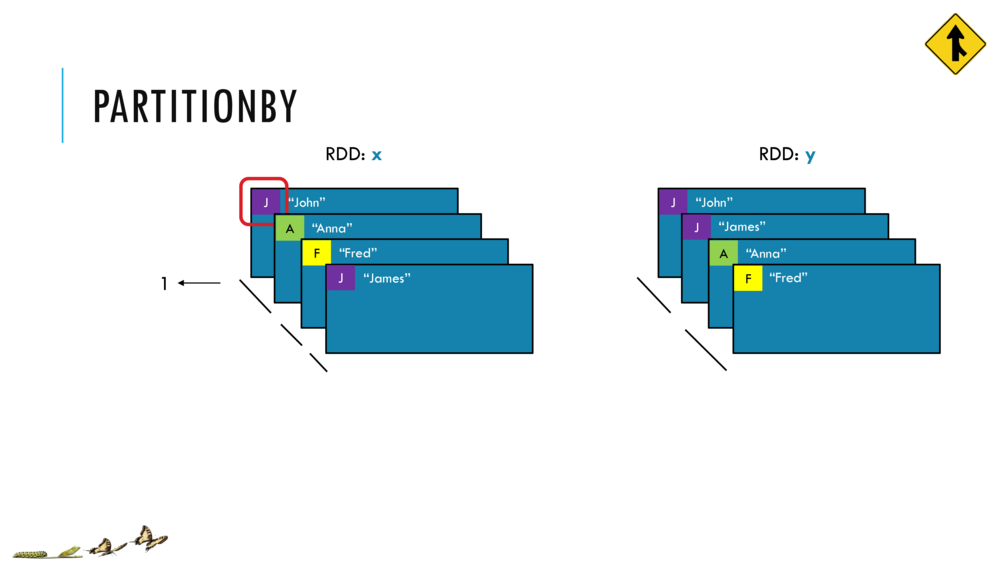 PARTITIONBY
RDD: x
J "John"
A "Anna"
F "Fred"
J "James"
1
RDD: y
J "John"
J "James"
A "Anna"
F "Fred"